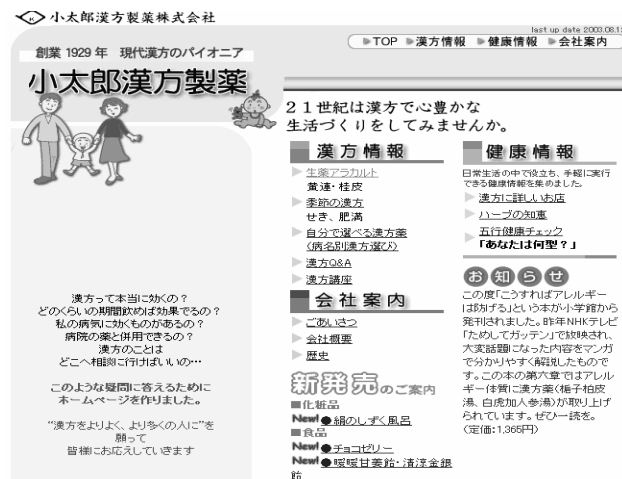 小太郎漢方製薬株式会社
last up date 2003.08.1
TOP 漢方情報 健康情報 会社案内
創業 1929 年 現代漢方のパイオニア
小太郎漢方製薬
21世紀は漢方で心豊かな
生活づくりをしてみませんか。
漢方って本当に効くの？
どのくらいの期間飲めば効果でるの？
私の病気に効くものがあるの？
病院の薬と併用できるの？
漢方のことは
どこへ相談に行けばいいの…
このような疑問に答えるために
ホームページを作りました。
“漢方をよりよく、より多くの人に”を
願って
皆様にお応えしていきます
漢方情報
生薬アラカルト
黄連・桂皮
季節の漢方
せき、肥満
自分で選べる漢方薬
(病名別漢方選び)
漢方Q&A
漢方講座
会社案内
ごあいさつ
会社概要
歴史
新発売のご案内
■化粧品
New!●絹のしずく風呂
■食品
New!●チョコゼリー
New!●暖暖甘美飴・清涼金銀
飴
健康情報
日常生活の中で役立ち、手軽に実行
できる健康情報を集めました。
漢方に詳しいお店
ハーブの知恵
五行健康チェック
「あなたは何型？」
お知らせ
この度「こうすればアレルギー
は防げる」という本が小学館から
発刊されました。昨年NHKテレビ
「ためしてガッテン」で放映され、
大変話題になった内容をマンガ
で分かりやすく解説したもので
す。この本の第六章ではアレル
ギー体質に漢方薬(梔子柏皮
湯、白虎加人参湯)が取り上げ
られています。ぜひ一読を。
(定価：1,365円)